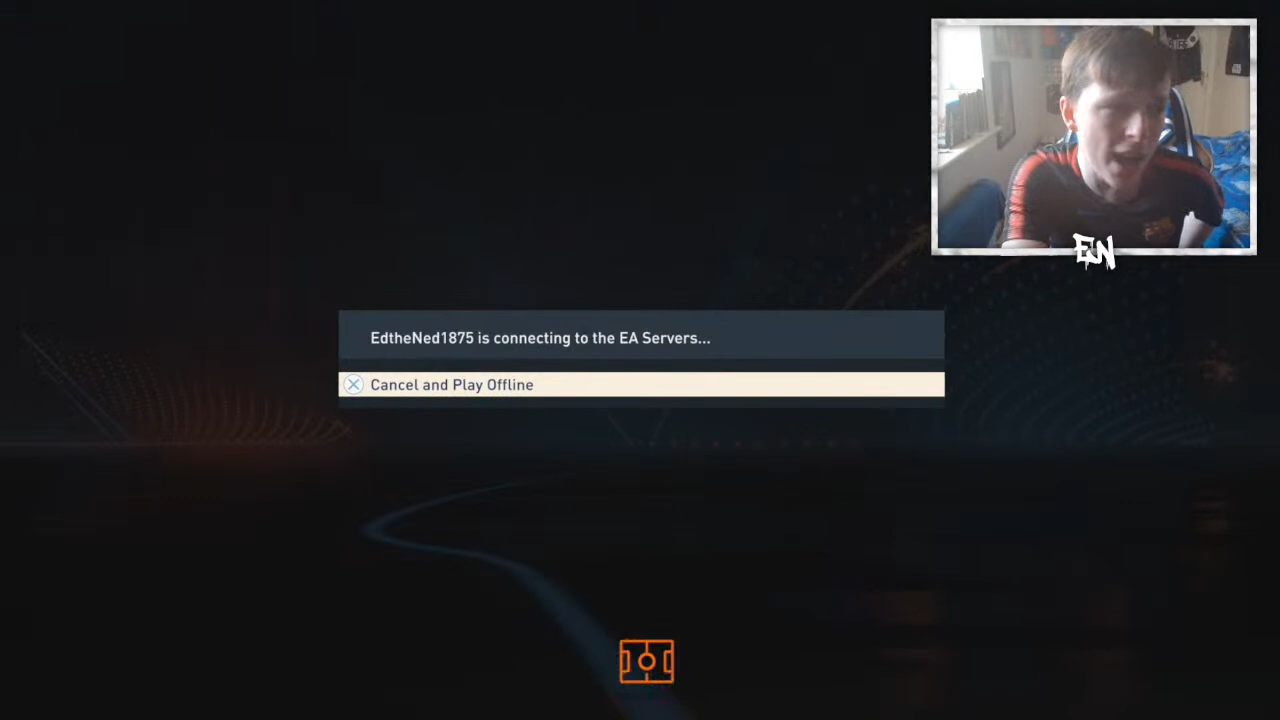 EN
EdtheNed1875 is connecting to the EA Servers...
Cancel and Play Offline